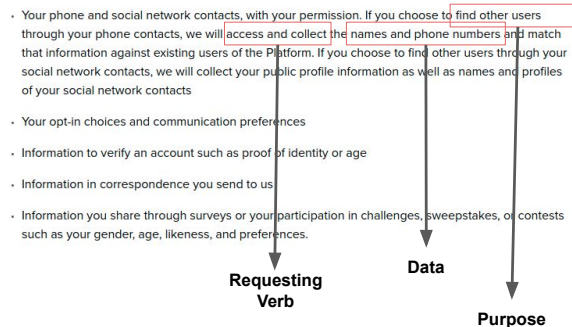 • Your phone and social network contacts, with your permission. If you choose to find other users
through your phone contacts, we will access and collect the names and phone numbers and match
that information against existing users of the Platform. If you choose to find other users through your
social network contacts, we will collect your public profile information as well as names and profiles
of your social network contacts
• Your opt-in choices and communication preferences
• Information to verify an account such as proof of identity or age
• Information in correspondence you send to us
• Information you share through surveys or your participation in challenges, sweepstakes, or contests
such as your gender, age, likeness, and preferences.
Requesting
Verb
Data
Purpose